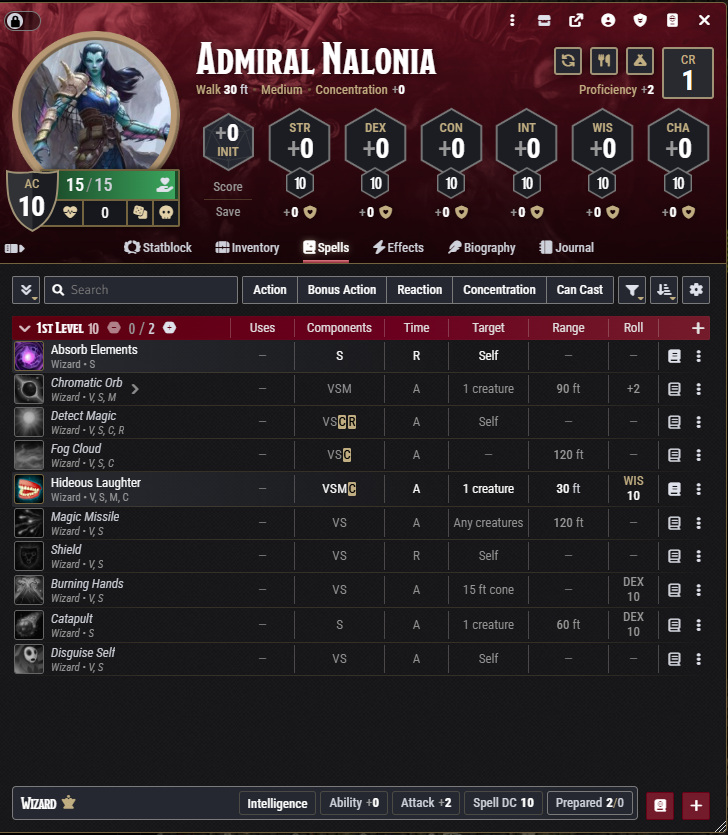 ADMIRAL NALONIA
Walk 30 ft · Medium · Concentration +0
Proficiency +2
CR
1
+0
INIT
STR
+0
10
DEX
+0
10
CON
+0
10
INT
+0
10
WIS
+0
10
CHA
+0
10
Score
Save
+0 +0 +0 +0 +0 +0
AC
10
15/15
0
Statblock Inventory Spells Effects Biography Journal
Search Action Bonus Action Reaction Concentration Can Cast
1ST LEVEL 10 0 / 2 Uses Components Time Target Range Roll
Absorb Elements — S R Self — —
Wizard • S
Chromatic Orb — VSM A 1 creature 90 ft +2
Wizard • V, S, M
Detect Magic — VSCR A Self — —
Wizard • V, S, C, R
Fog Cloud — VSC A — 120 ft —
Wizard • V, S, C
Hideous Laughter — VSMC A 1 creature 30 ft WIS 10
Wizard • V, S, M, C
Magic Missile — VS A Any creatures 120 ft —
Wizard • V, S
Shield — VS R Self — —
Wizard • V, S
Burning Hands — VS A 15 ft cone — DEX 10
Wizard • V, S
Catapult — S A 1 creature 60 ft DEX 10
Wizard • S
Disguise Self — VS A Self — —
Wizard • V, S
WIZARD Intelligence Ability +0 Attack +2 Spell DC 10 Prepared 2/0